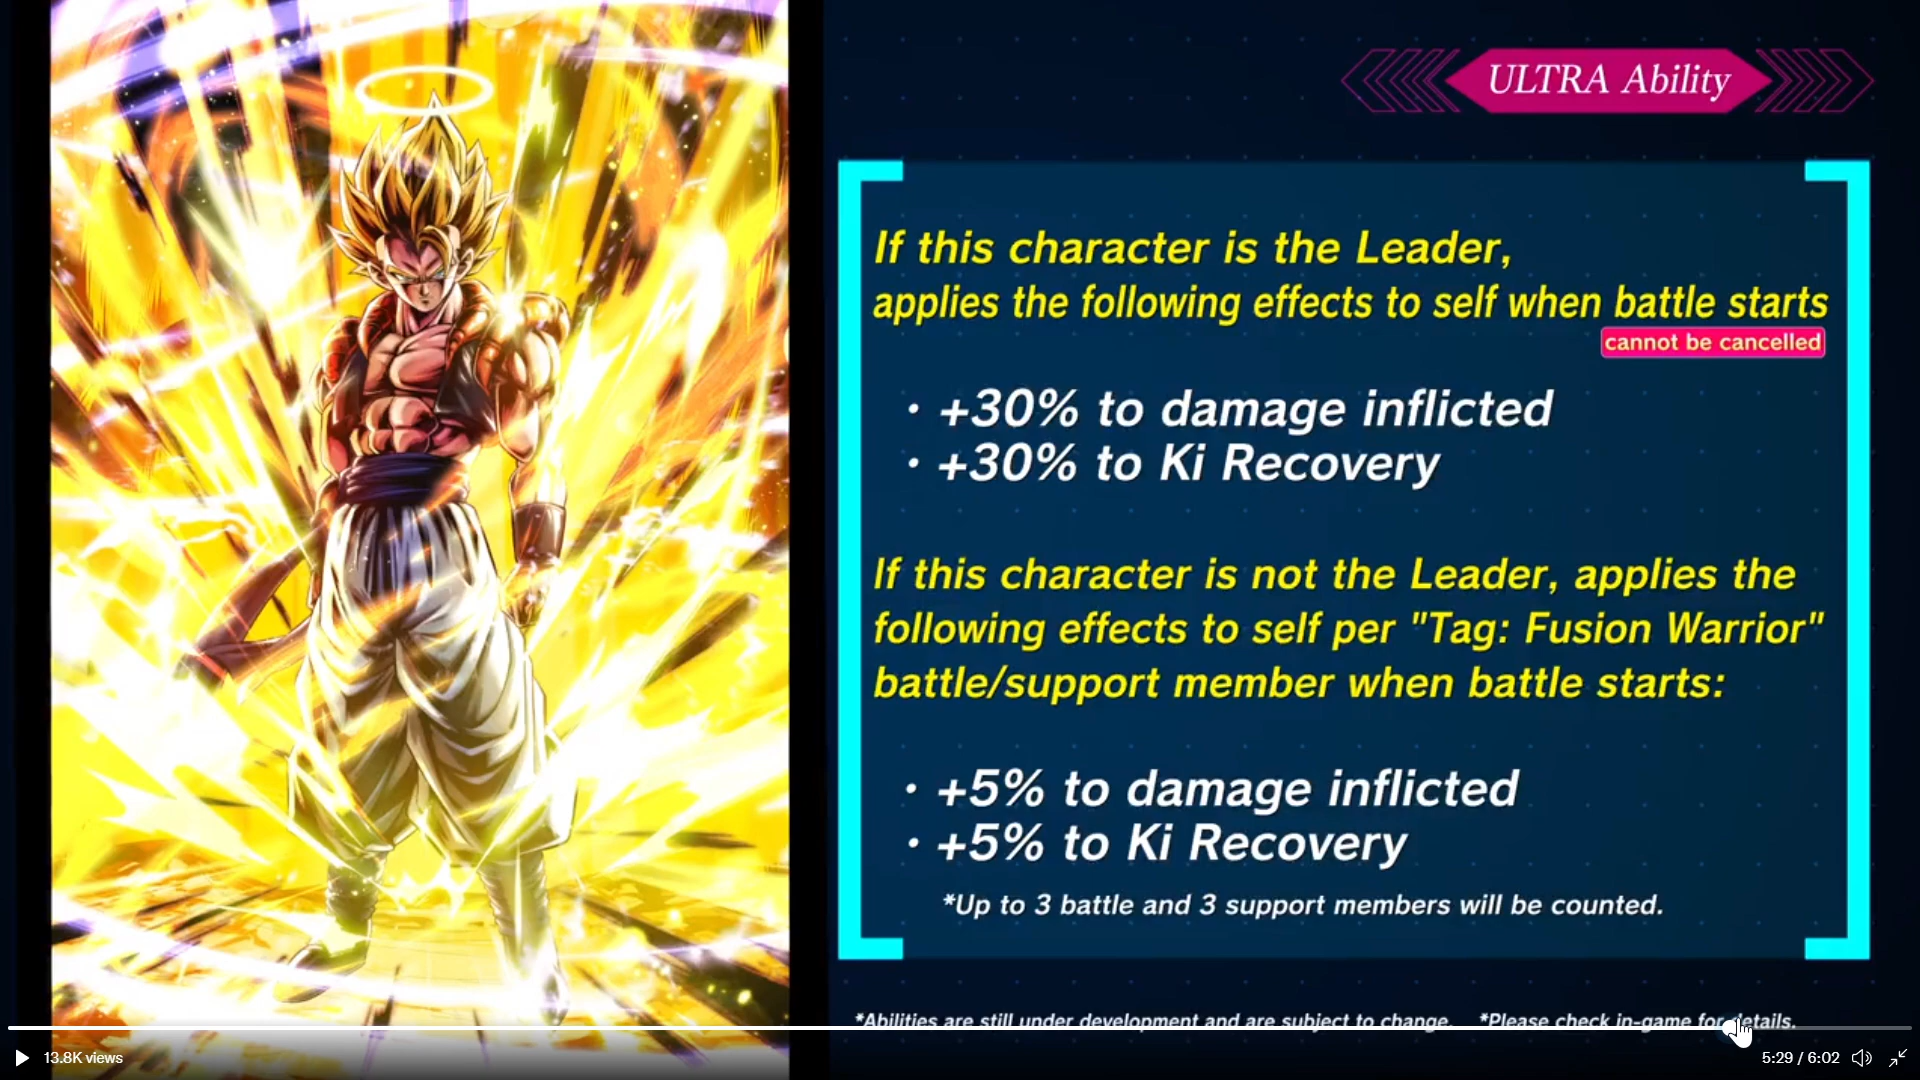 ULTRA Ability
If this character is the Leader,
applies the following effects to self when battle starts
cannot be cancelled
・+30% to damage inflicted
・+30% to Ki Recovery
If this character is not the Leader, applies the
following effects to self per "Tag: Fusion Warrior"
battle/support member when battle starts:
・+5% to damage inflicted
・+5% to Ki Recovery
*Up to 3 battle and 3 support members will be counted.
*Abilities are still under development and are subject to change. *Please check in-game for details.
13.8K views
5:29 / 6:02